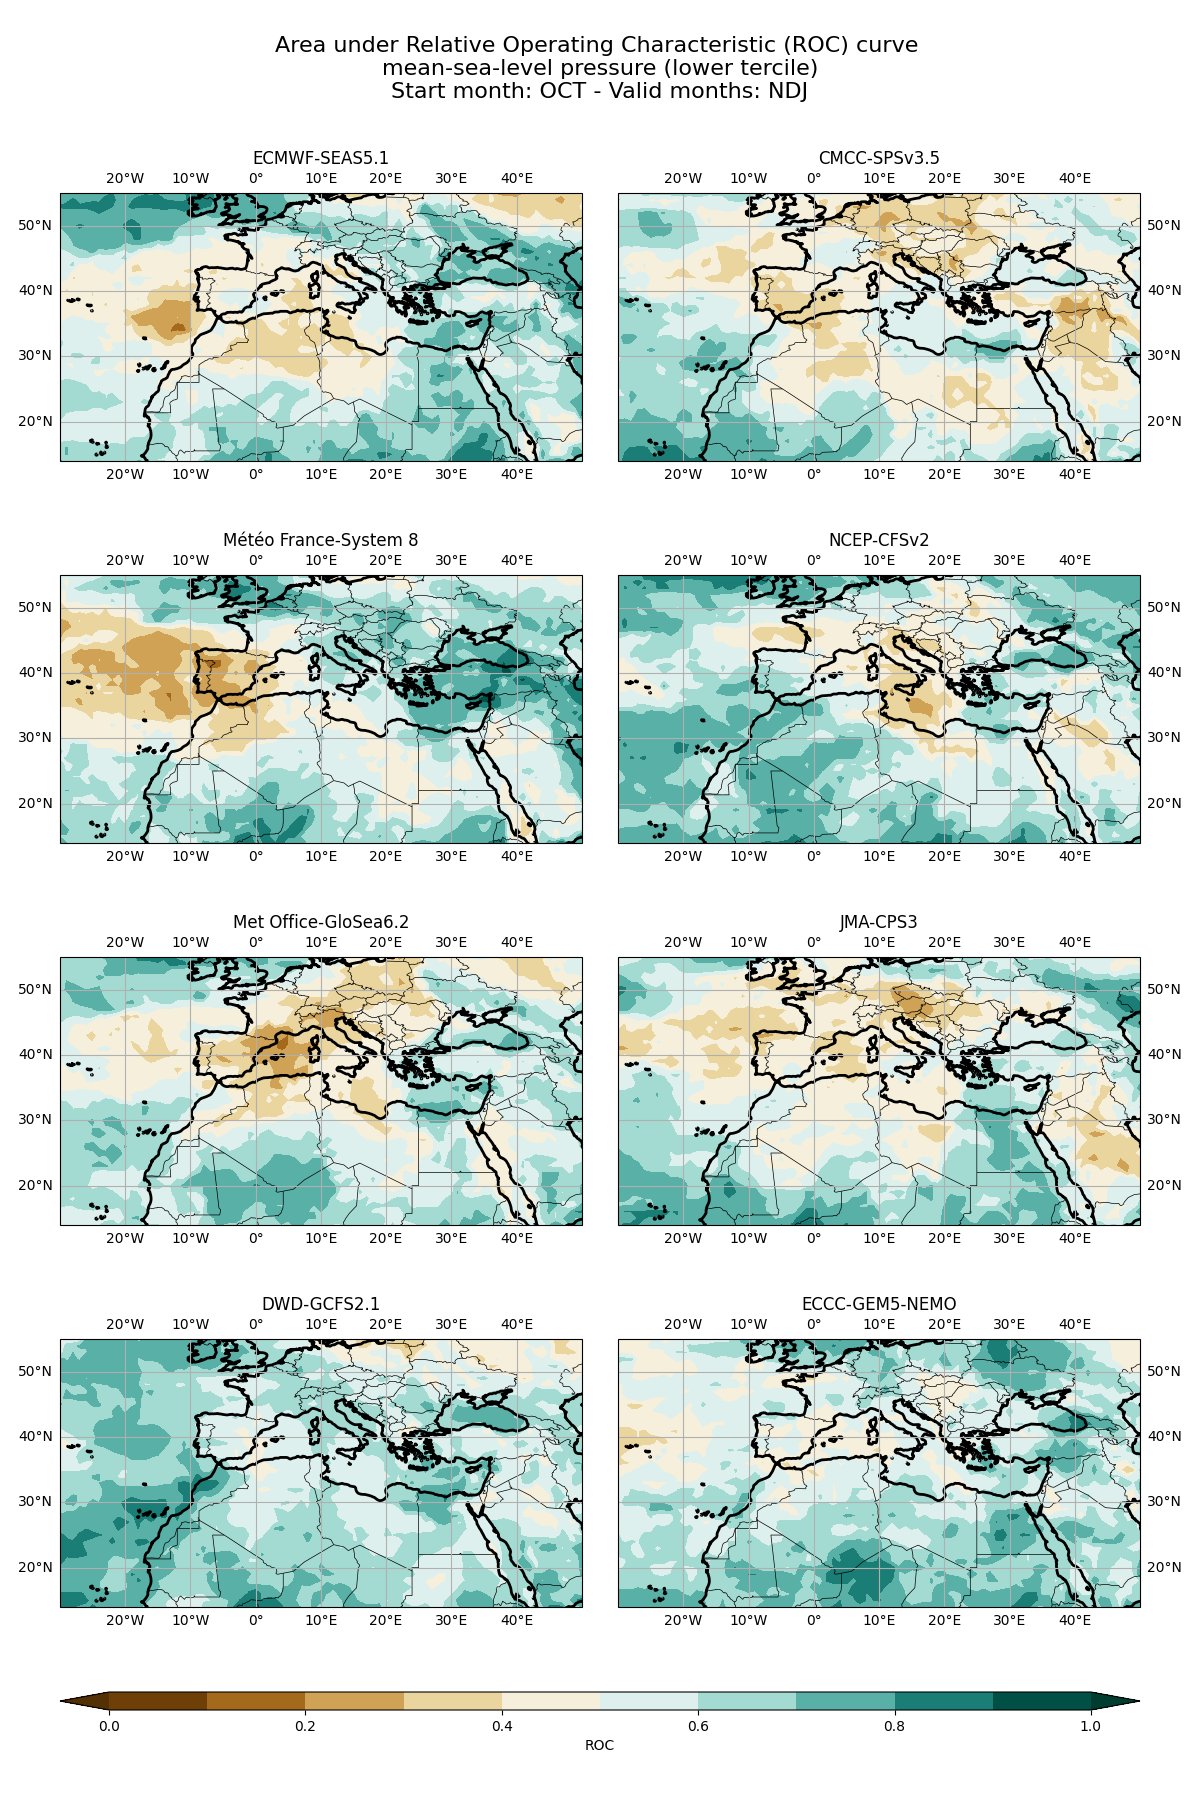 Area under Relative Operating Characteristic (ROC) curve
mean-sea-level pressure (lower tercile)
Start month: OCT - Valid months: NDJ
ECMWF-SEAS5.1 CMCC-SPSv3.5
20°W 10°W 0° 10°E 20°E 30°E 40°E 20°W 10°W 0° 10°E 20°E 30°E 40°E
50°N 50°N
40°N 40°N
30°N 30°N
20°N 20°N
20°W 10°W 0° 10°E 20°E 30°E 40°E 20°W 10°W 0° 10°E 20°E 30°E 40°E
Météo France-System 8 NCEP-CFSv2
20°W 10°W 0° 10°E 20°E 30°E 40°E 20°W 10°W 0° 10°E 20°E 30°E 40°E
50°N 50°N
40°N 40°N
30°N 30°N
20°N 20°N
20°W 10°W 0° 10°E 20°E 30°E 40°E 20°W 10°W 0° 10°E 20°E 30°E 40°E
Met Office-GloSea6.2 JMA-CPS3
20°W 10°W 0° 10°E 20°E 30°E 40°E 20°W 10°W 0° 10°E 20°E 30°E 40°E
50°N 50°N
40°N 40°N
30°N 30°N
20°N 20°N
20°W 10°W 0° 10°E 20°E 30°E 40°E 20°W 10°W 0° 10°E 20°E 30°E 40°E
DWD-GCFS2.1 ECCC-GEM5-NEMO
20°W 10°W 0° 10°E 20°E 30°E 40°E 20°W 10°W 0° 10°E 20°E 30°E 40°E
50°N 50°N
40°N 40°N
30°N 30°N
20°N 20°N
20°W 10°W 0° 10°E 20°E 30°E 40°E 20°W 10°W 0° 10°E 20°E 30°E 40°E
0.0 0.2 0.4 0.6 0.8 1.0
ROC